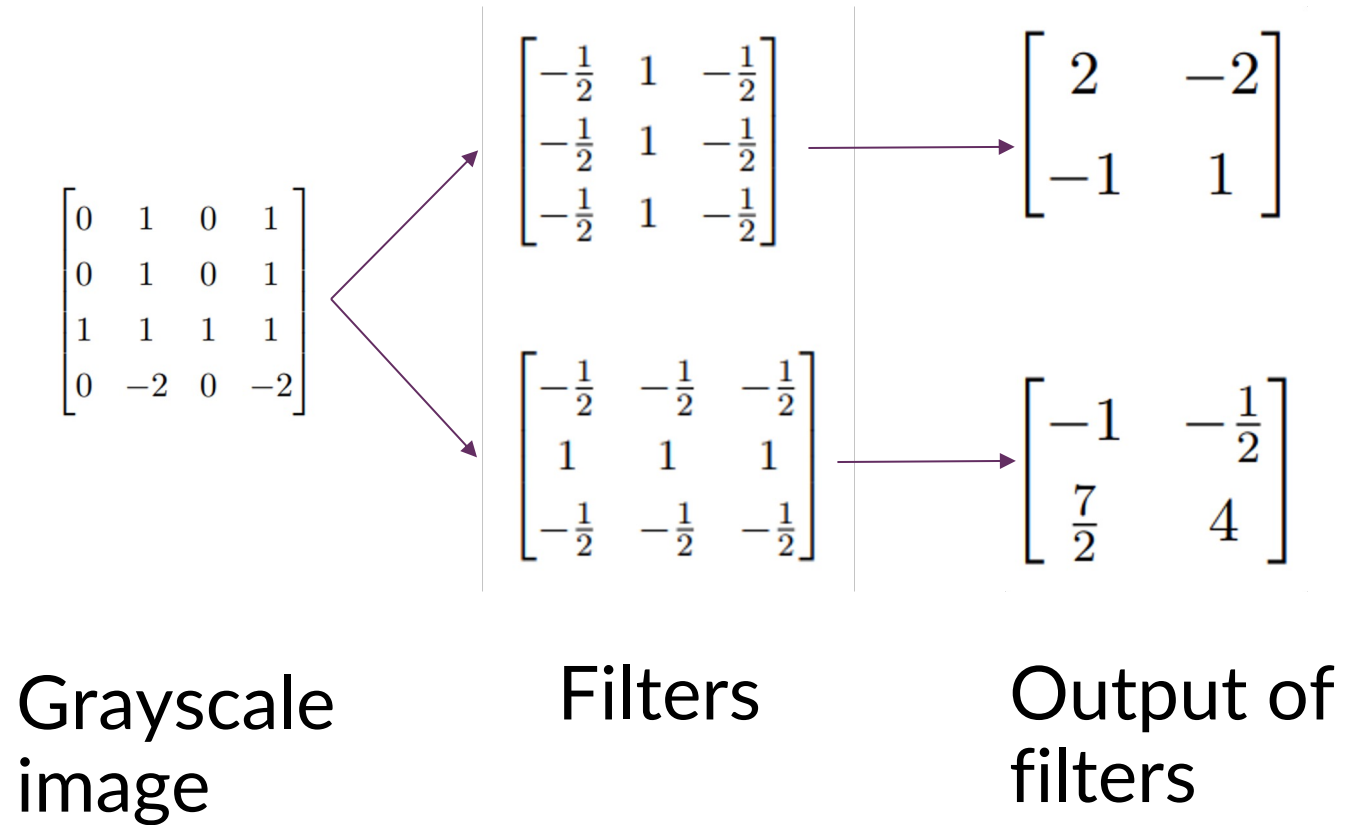 0 1 0 1
0 1 0 1
1 1 1 1
0 −2 0 −2
−1/2 1 −1/2
−1/2 1 −1/2
−1/2 1 −1/2
2 −2
−1 1
−1/2 −1/2 −1/2
1 1 1
−1/2 −1/2 −1/2
−1 −1/2
7/2 4
Grayscale
image
Filters
Output of
filters